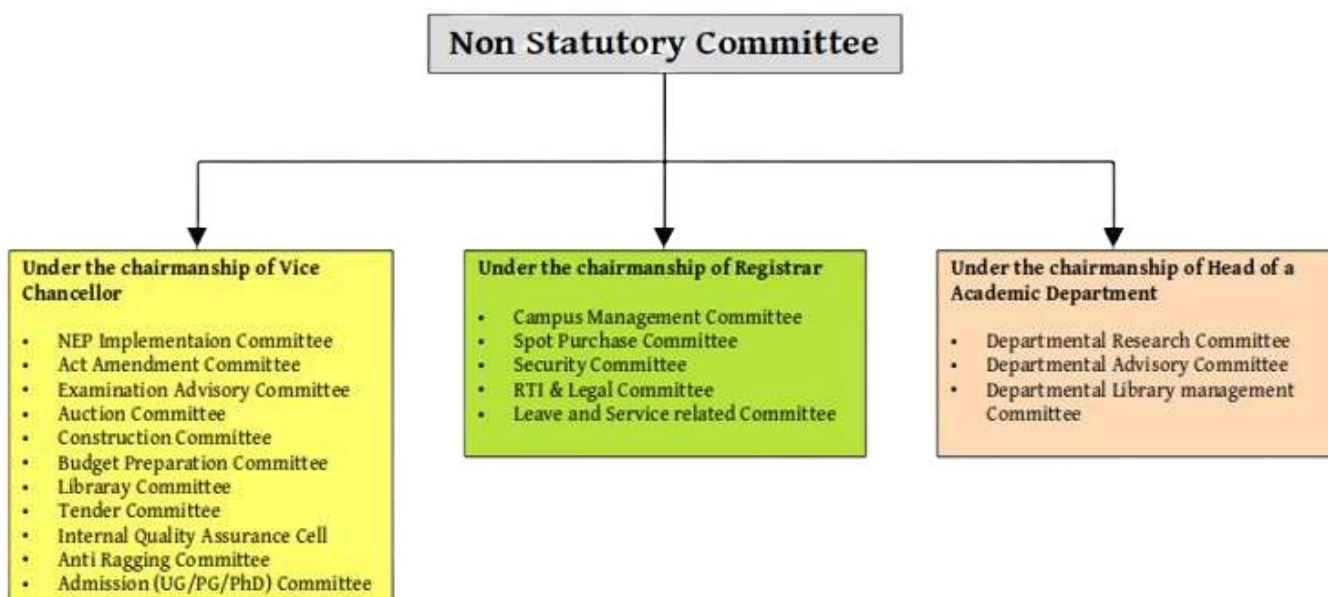 Non Statutory Committee
Under the chairmanship of Vice
Chancellor
• NEP Implementaion Committee
• Act Amendment Committee
• Examination Advisory Committee
• Auction Committee
• Construction Committee
• Budget Preparation Committee
• Libraray Committee
• Tender Committee
• Internal Quality Assurance Cell
• Anti Ragging Committee
• Admission (UG/PG/PhD) Committee
Under the chairmanship of Registrar
• Campus Management Committee
• Spot Purchase Committee
• Security Committee
• RTI & Legal Committee
• Leave and Service related Committee
Under the chairmanship of Head of a
Academic Department
• Departmental Research Committee
• Departmental Advisory Committee
• Departmental Library management
Committee